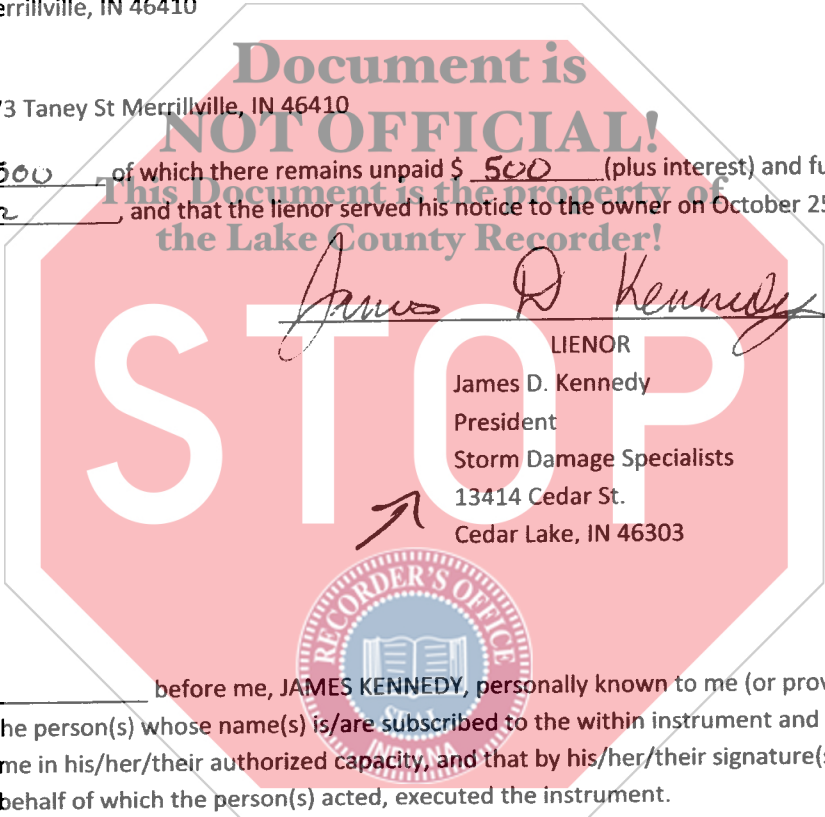 errillville, IN 46410
Document is
3 Taney St Merrillville, IN 46410
NOT OFFICIAL!
500 of which there remains unpaid $ 500 (plus interest) and fu
This Document is the property of
2, and that the lienor served his notice to the owner on October 25
the Lake County Recorder!
James D Kennedy
LIENOR
James D. Kennedy
President
Storm Damage Specialists
13414 Cedar St.
Cedar Lake, IN 46303
STOP
RECORDER'S OFFICE
SEAL
INDIANA
before me, JAMES KENNEDY, personally known to me (or prov
he person(s) whose name(s) is/are subscribed to the within instrument and
me in his/her/their authorized capacity, and that by his/her/their signature(s
behalf of which the person(s) acted, executed the instrument.